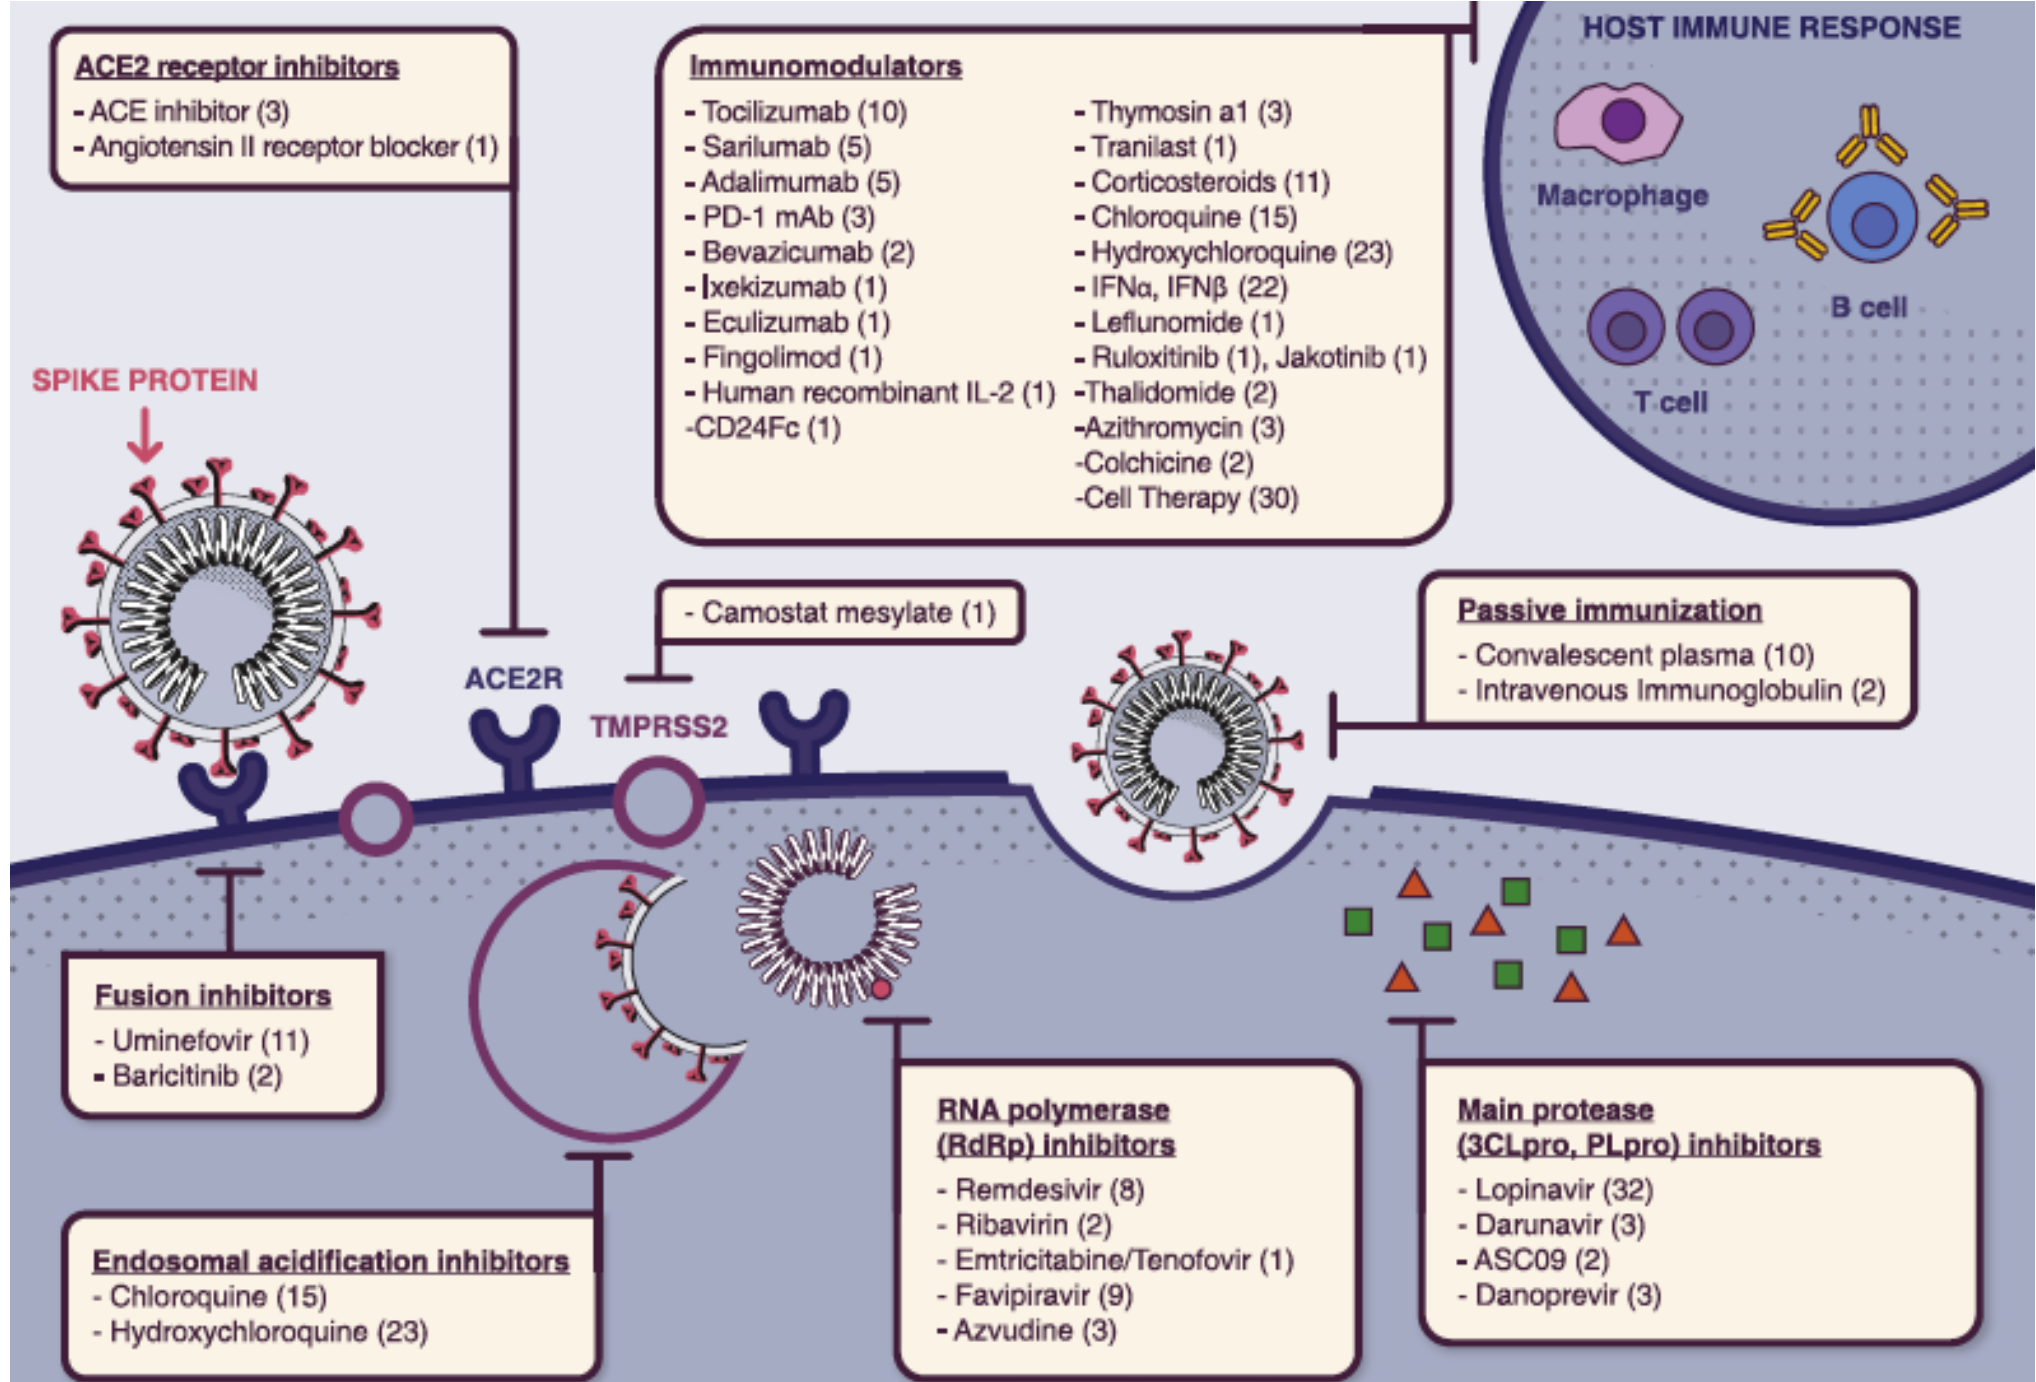 ACE2 receptor inhibitors
- ACE inhibitor (3)
- Angiotensin II receptor blocker (1)
Immunomodulators
- Tocilizumab (10)
- Sarilumab (5)
- Adalimumab (5)
- PD-1 mAb (3)
- Bevazicumab (2)
- Ixekizumab (1)
- Eculizumab (1)
- Fingolimod (1)
- Human recombinant IL-2 (1)
-CD24Fc (1)
- Thymosin a1 (3)
- Tranilast (1)
- Corticosteroids (11)
- Chloroquine (15)
- Hydroxychloroquine (23)
- IFNα, IFNβ (22)
- Leflunomide (1)
- Ruloxitinib (1), Jakotinib (1)
-Thalidomide (2)
-Azithromycin (3)
-Colchicine (2)
-Cell Therapy (30)
HOST IMMUNE RESPONSE
Macrophage
B cell
T cell
SPIKE PROTEIN
- Camostat mesylate (1)
ACE2R
TMPRSS2
Passive immunization
- Convalescent plasma (10)
- Intravenous Immunoglobulin (2)
Fusion inhibitors
- Uminefovir (11)
- Baricitinib (2)
Endosomal acidification inhibitors
- Chloroquine (15)
- Hydroxychloroquine (23)
RNA polymerase
(RdRp) inhibitors
- Remdesivir (8)
- Ribavirin (2)
- Emtricitabine/Tenofovir (1)
- Favipiravir (9)
- Azvudine (3)
Main protease
(3CLpro, PLpro) inhibitors
- Lopinavir (32)
- Darunavir (3)
- ASC09 (2)
- Danoprevir (3)